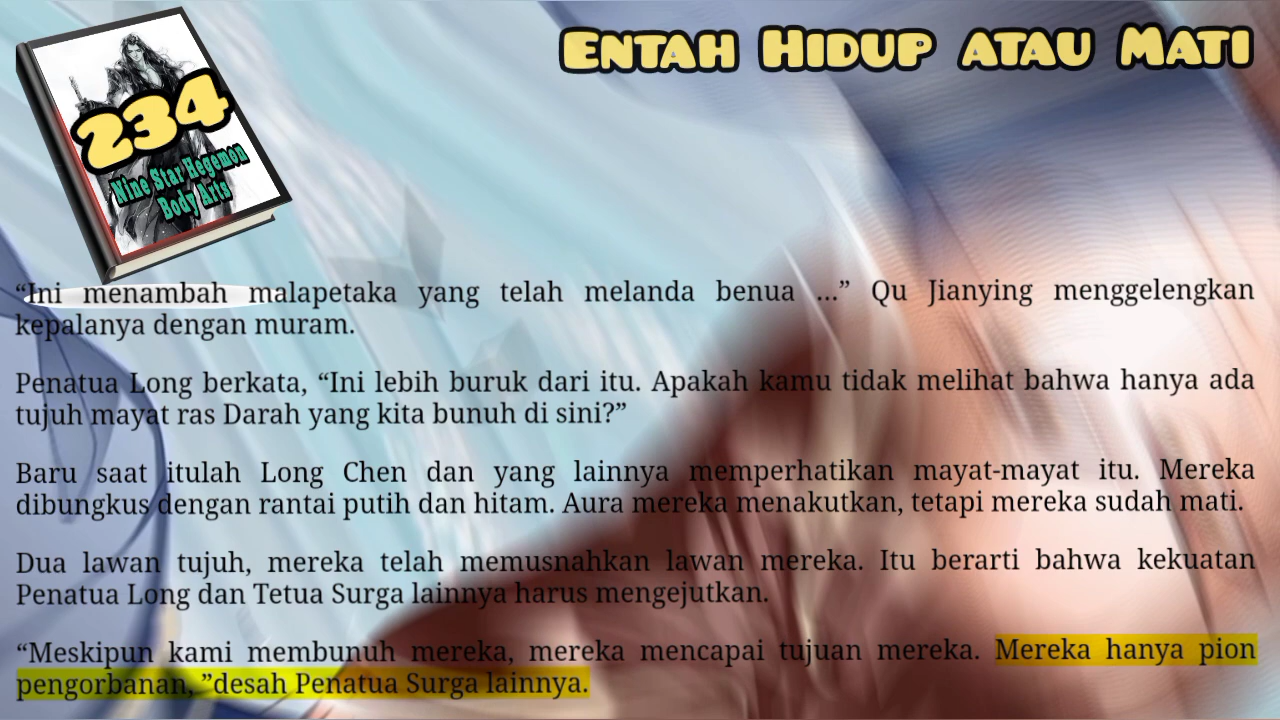 Entah Hidup atau Mati
234
Nine Star Hegemon
Body Arts
“Ini menambah malapetaka yang telah melanda benua ...” Qu Jianying menggelengkan
kepalanya dengan muram.
Penatua Long berkata, “Ini lebih buruk dari itu. Apakah kamu tidak melihat bahwa hanya ada
tujuh mayat ras Darah yang kita bunuh di sini?”
Baru saat itulah Long Chen dan yang lainnya memperhatikan mayat-mayat itu. Mereka
dibungkus dengan rantai putih dan hitam. Aura mereka menakutkan, tetapi mereka sudah mati.
Dua lawan tujuh, mereka telah memusnahkan lawan mereka. Itu berarti bahwa kekuatan
Penatua Long dan Tetua Surga lainnya harus mengejutkan.
“Meskipun kami membunuh mereka, mereka mencapai tujuan mereka. Mereka hanya pion
pengorbanan, ”desah Penatua Surga lainnya.